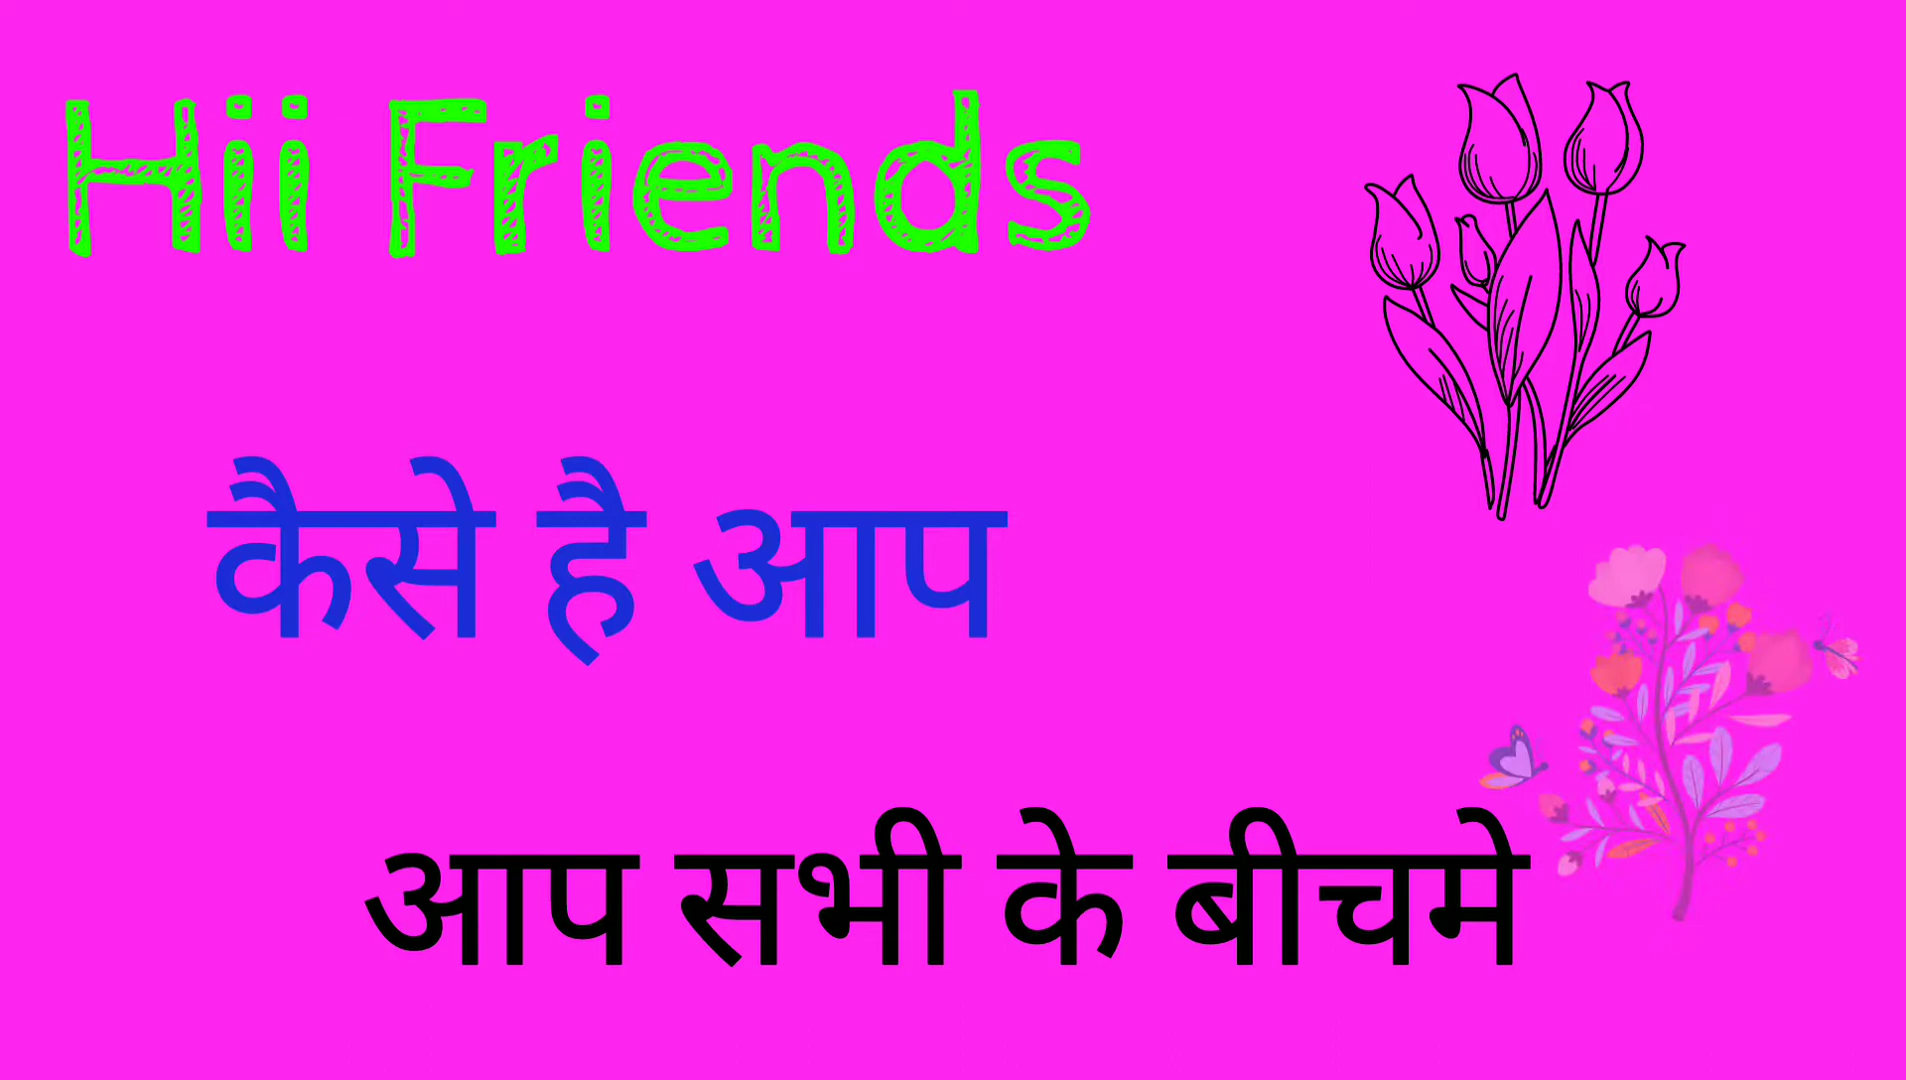 Hii Friends
कैसे है आप
आप सभी के बीचमे